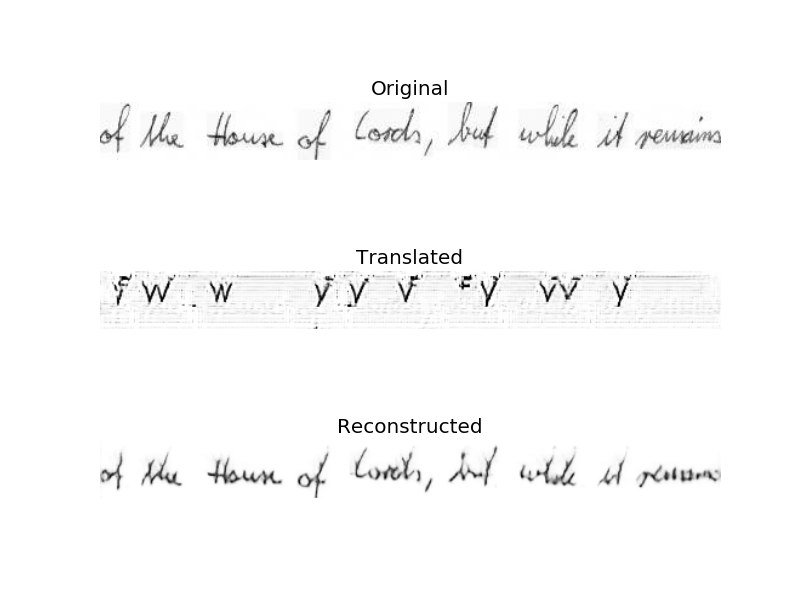 Original
of the House of Lords, but while it remains
Translated
Reconstructed
of the House of Lords, but while it remains